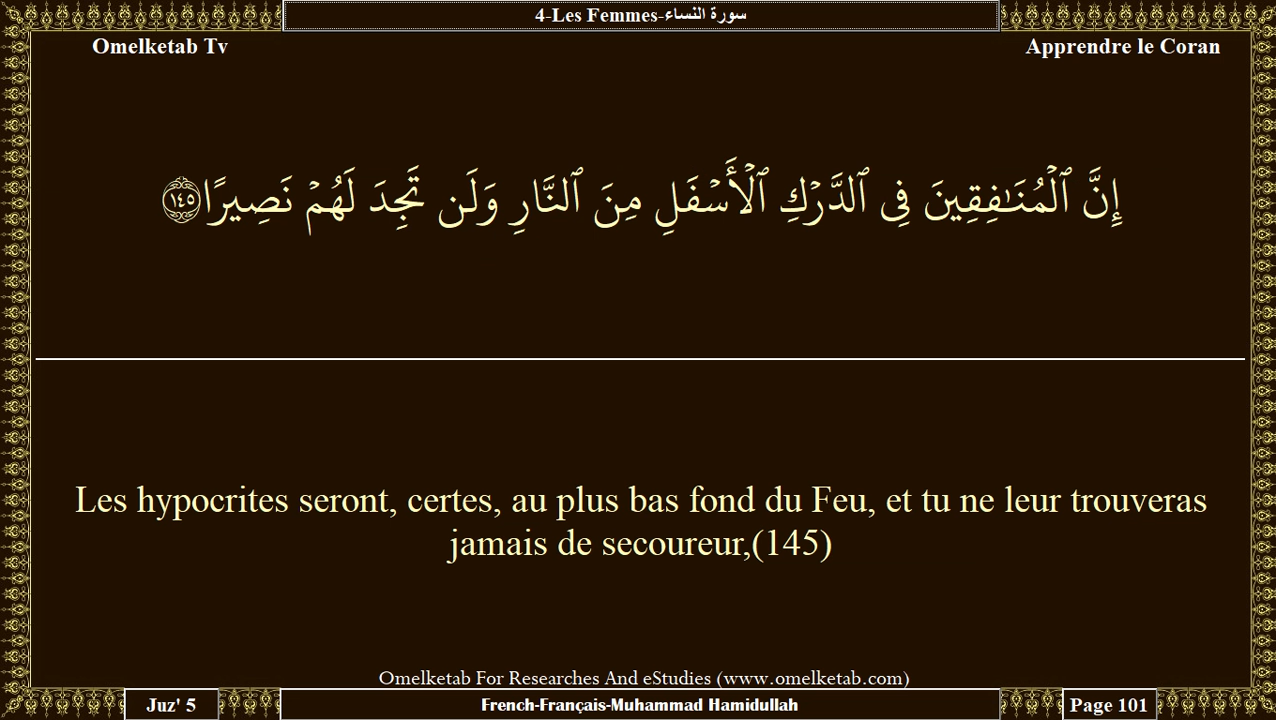 4-Les Femmes-سورة النساء
Omelketab Tv
Apprendre le Coran
إِنَّ ٱلۡمُنَٰفِقِينَ فِي ٱلدَّرۡكِ ٱلۡأَسۡفَلِ مِنَ ٱلنَّارِ وَلَن تَجِدَ لَهُمۡ نَصِيرًا ١٤٥
Les hypocrites seront, certes, au plus bas fond du Feu, et tu ne leur trouveras
jamais de secoureur,(145)
Omelketab For Researches And eStudies (www.omelketab.com)
Juz' 5
French-Français-Muhammad Hamidullah
Page 101